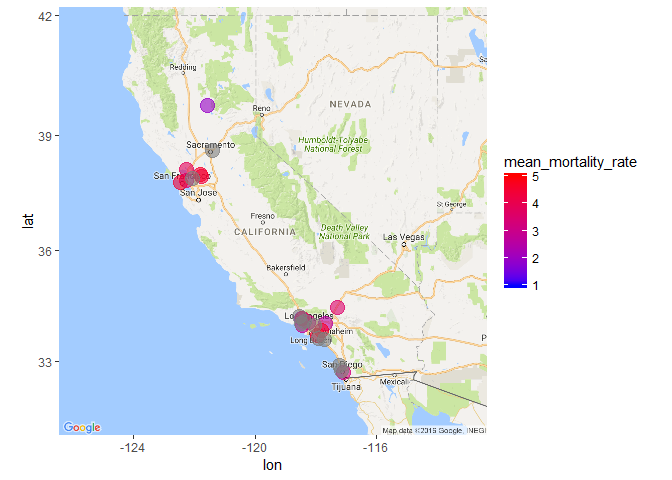 42
39
36
33
lat
-124
-120
-116
lon
Redding
Reno
NEVADA
Humboldt-Toiyabe
National Forest
Sacramento
San Francisco
San Jose
St George
Fresno
CALIFORNIA
Death Valley
National Park
Las Vegas
Bakersfield
Los Angeles
Anaheim
Long Beach
San Diego
Mexicali
Tijuana
Google
Map data ©2016 Google, INEGI
mean_mortality_rate
5
4
3
2
1